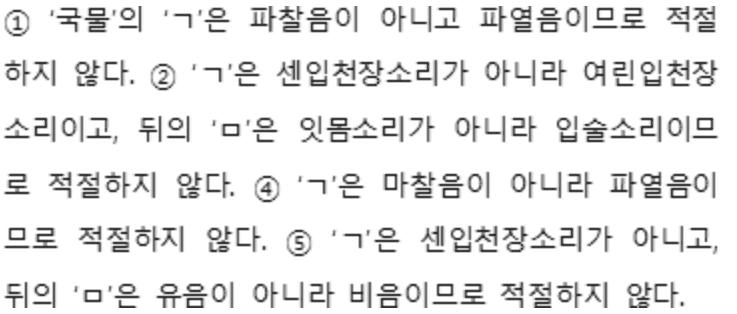 ① ‘국물’의 ‘ㄱ’은 파찰음이 아니고 파열음이므로 적절
하지 않다. ② ‘ㄱ’은 센입천장소리가 아니라 여린입천장
소리이고, 뒤의 ‘ㅁ’은 잇몸소리가 아니라 입술소리이므
로 적절하지 않다. ④ ‘ㄱ’은 마찰음이 아니라 파열음이
므로 적절하지 않다. ⑤ ‘ㄱ’은 센입천장소리가 아니고,
뒤의 ‘ㅁ’은 유음이 아니라 비음이므로 적절하지 않다.